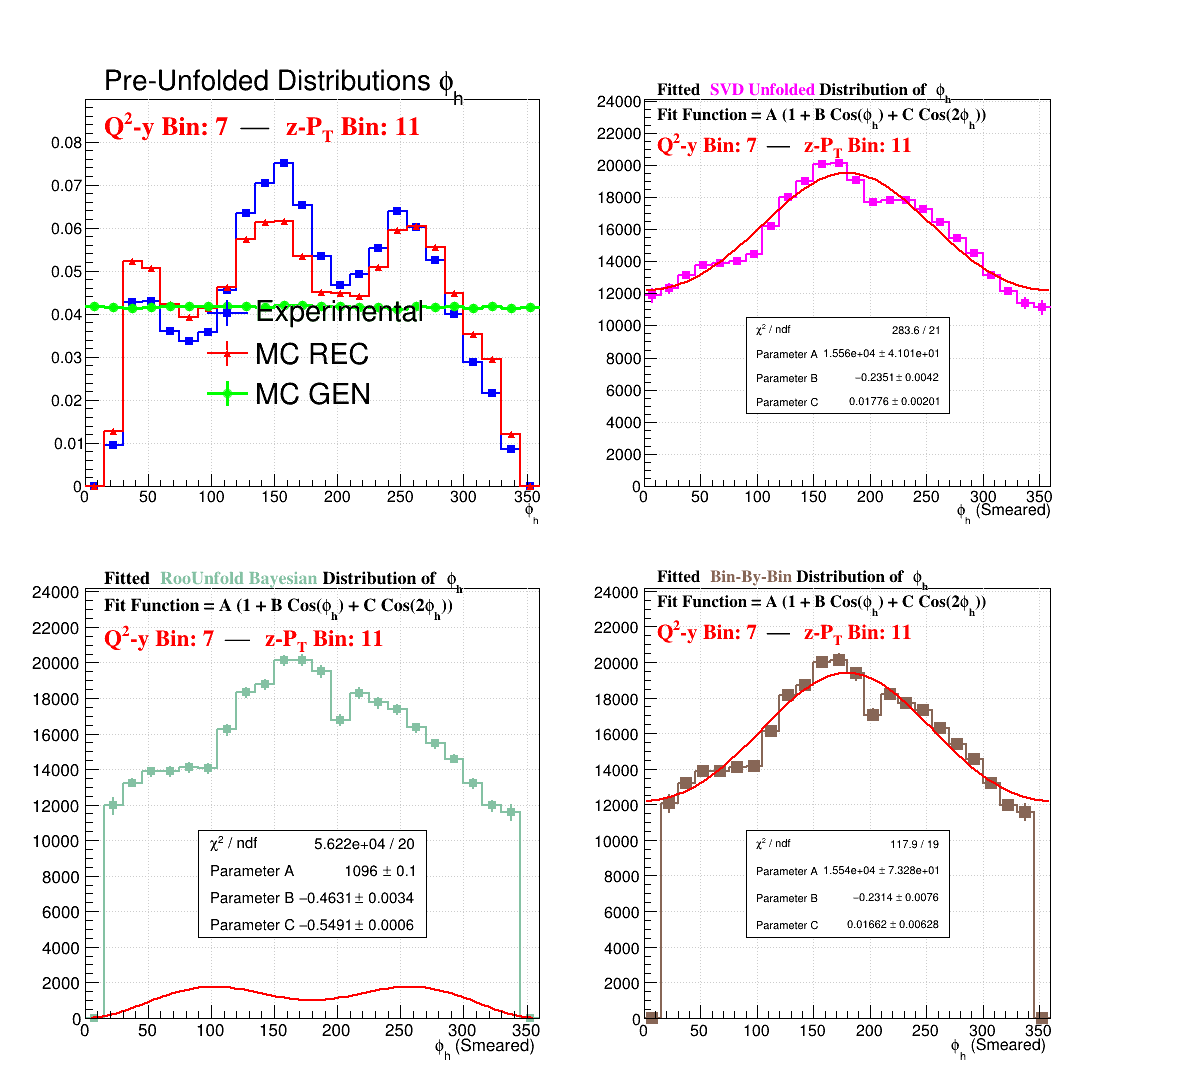 Pre-Unfolded Distributions ϕh
Q²-y Bin: 7 — z-PT Bin: 11
0.08
0.07
0.06
0.05
0.04
0.03
0.02
0.01
0
Experimental
MC REC
MC GEN
0 50 100 150 200 250 300
ϕh
Fitted SVD Unfolded Distribution of ϕh
Fit Function = A (1 + B Cos(ϕh) + C Cos(2ϕh))
Q²-y Bin: 7 — z-PT Bin: 11
24000
22000
20000
18000
16000
14000
12000
10000
8000
6000
4000
2000
0
χ² / ndf 283.6 / 21
Parameter A 1.556e+04 ± 4.101e+01
Parameter B −0.2351 ± 0.0042
Parameter C 0.01776 ± 0.00201
0 50 100 150 200 250 300 350
ϕh (Smeared)
Fitted RooUnfold Bayesian Distribution of ϕh
Fit Function = A (1 + B Cos(ϕh) + C Cos(2ϕh))
Q²-y Bin: 7 — z-PT Bin: 11
24000
22000
20000
18000
16000
14000
12000
10000
8000
6000
4000
2000
0
χ² / ndf 5.622e+04 / 20
Parameter A 1096 ± 0.1
Parameter B −0.4631 ± 0.0034
Parameter C −0.5491 ± 0.0006
0 50 100 150 200 250 300 350
ϕh (Smeared)
Fitted Bin-By-Bin Distribution of ϕh
Fit Function = A (1 + B Cos(ϕh) + C Cos(2ϕh))
Q²-y Bin: 7 — z-PT Bin: 11
24000
22000
20000
18000
16000
14000
12000
10000
8000
6000
4000
2000
0
χ² / ndf 117.9 / 19
Parameter A 1.554e+04 ± 7.328e+01
Parameter B −0.2314 ± 0.0076
Parameter C 0.01662 ± 0.00628
0 50 100 150 200 250 300 350
ϕh (Smeared)